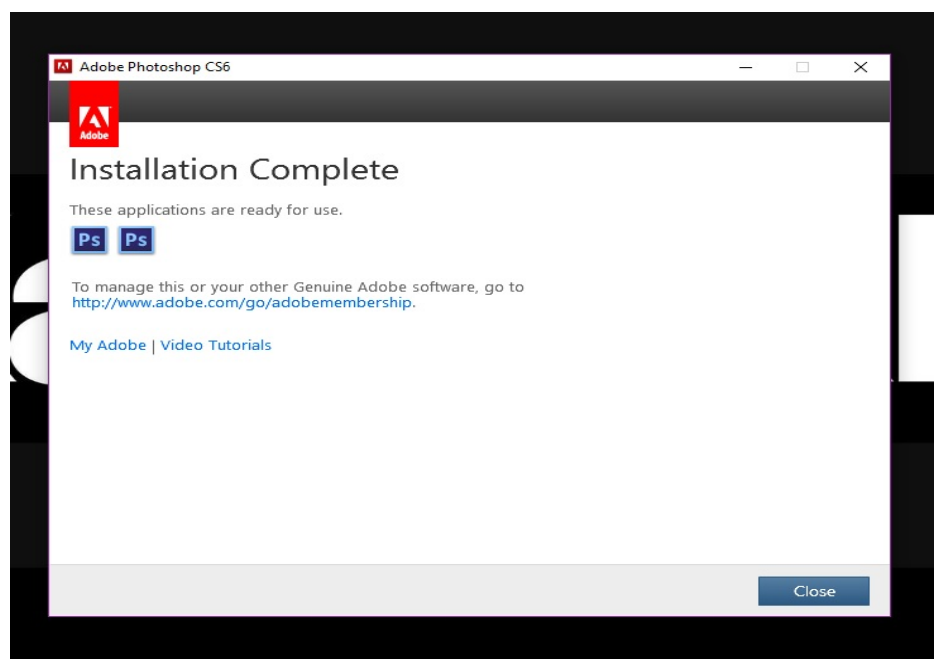 Adobe Photoshop CS6
Adobe
Installation Complete
These applications are ready for use.
Ps Ps
To manage this or your other Genuine Adobe software, go to
http://www.adobe.com/go/adobemembership.
My Adobe | Video Tutorials
Close